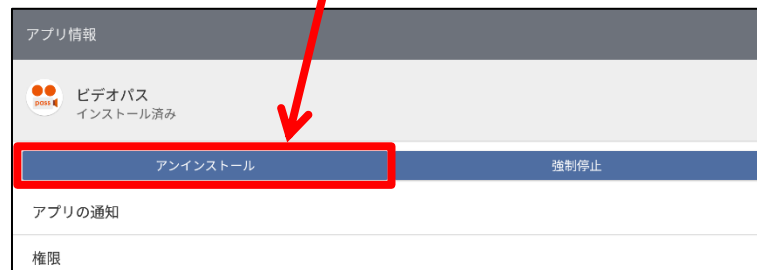 アプリ情報
pass
ビデオパス
インストール済み
アンインストール
強制停止
アプリの通知
権限